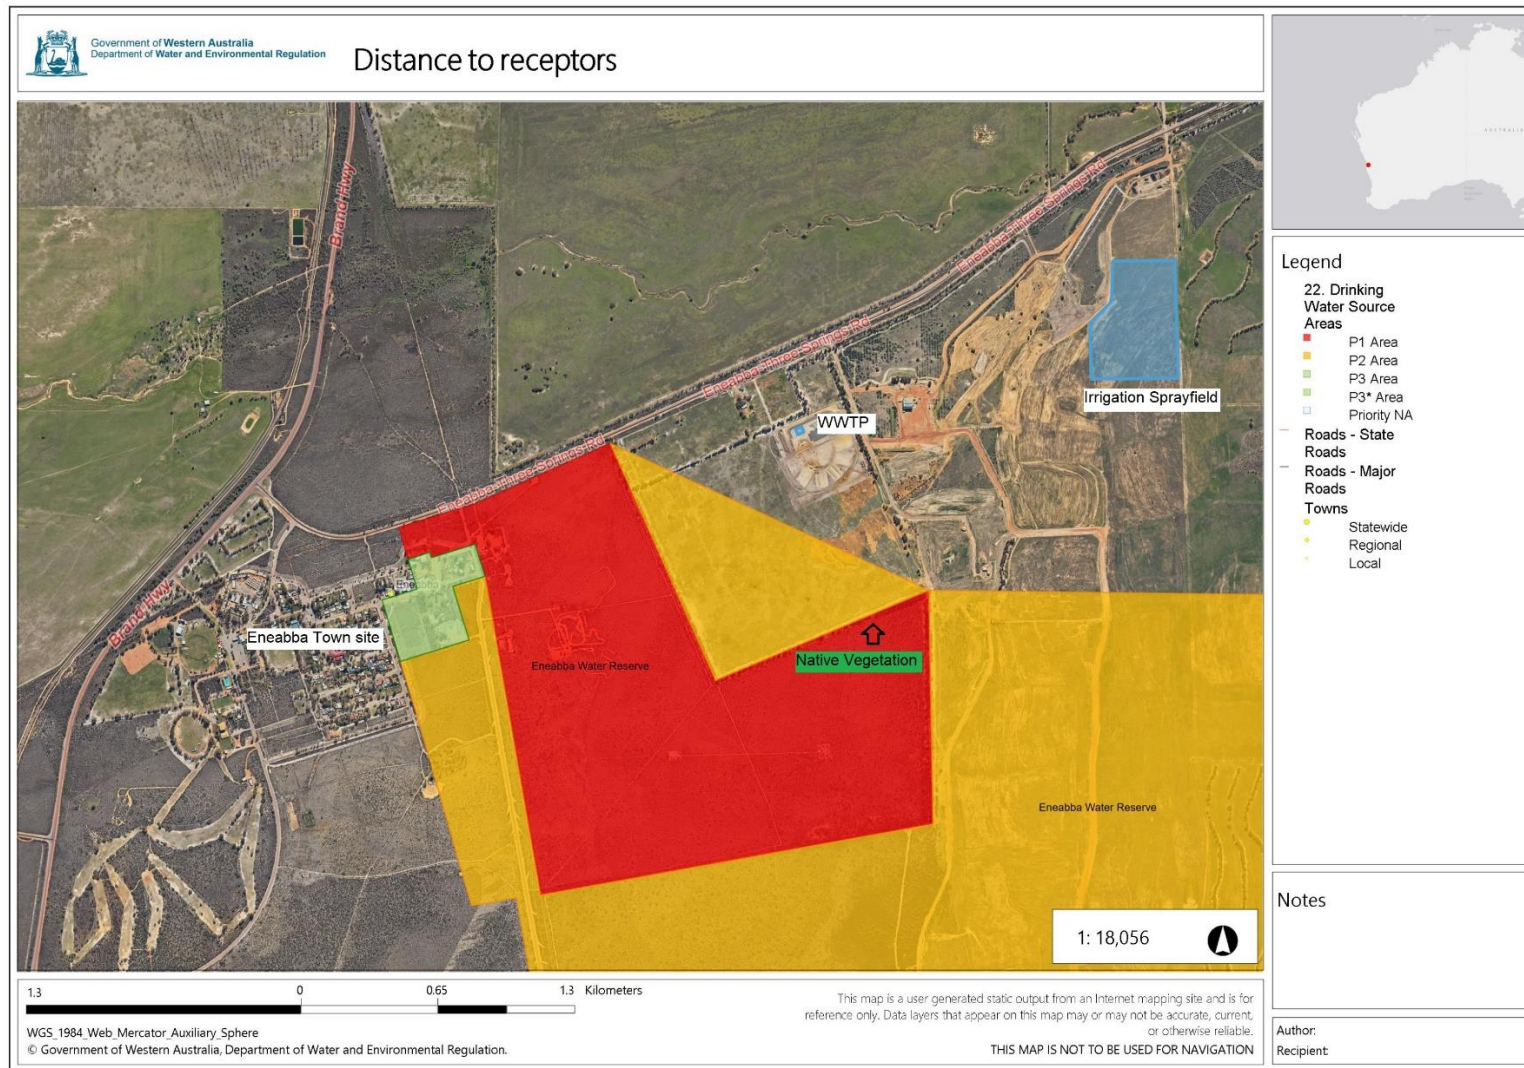 Government of Western Australia
Department of Water and Environmental Regulation
Distance to receptors
AUSTRALIA
Brand Hwy
Eneabba Three Springs Rd
Eneabba Three Springs Rd
Irrigation Sprayfield
WWTP
Eneabba Three Springs Rd
Eneabba
Brand Hwy
Eneabba Town site
Eneabba Water Reserve
Native Vegetation
Eneabba Water Reserve
1: 18,056
Legend
22. Drinking
Water Source
Areas
P1 Area
P2 Area
P3 Area
P3* Area
Priority NA
Roads - State
Roads
Roads - Major
Roads
Towns
Statewide
Regional
Local
Notes
1.3 0 0.65 1.3 Kilometers
WGS_1984_Web_Mercator_Auxiliary_Sphere
© Government of Western Australia, Department of Water and Environmental Regulation.
This map is a user generated static output from an Internet mapping site and is for
reference only. Data layers that appear on this map may or may not be accurate, current,
or otherwise reliable.
THIS MAP IS NOT TO BE USED FOR NAVIGATION
Author:
Recipient: